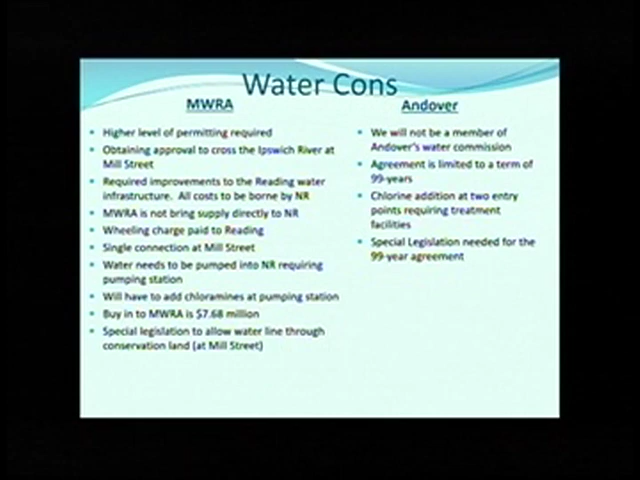 Water Cons
MWRA
Higher level of permitting required
Obtaining approval to cross the Ipswich River at
Mill Street
Required improvements to the Reading water
infrastructure. All costs to be borne by NR
MWRA is not bring supply directly to NR
Wheeling charge paid to Reading
Single connection at Mill Street
Water needs to be pumped into NR requiring
pumping station
Will have to add chloramines at pumping station
Buy in to MWRA is $7.68 million
Special legislation to allow water line through
conservation land (at Mill Street)
Andover
We will not be a member of
Andover's water commission
Agreement is limited to a term of
99-years
Chlorine addition at two entry
points requiring treatment
facilities
Special Legislation needed for the
99-year agreement